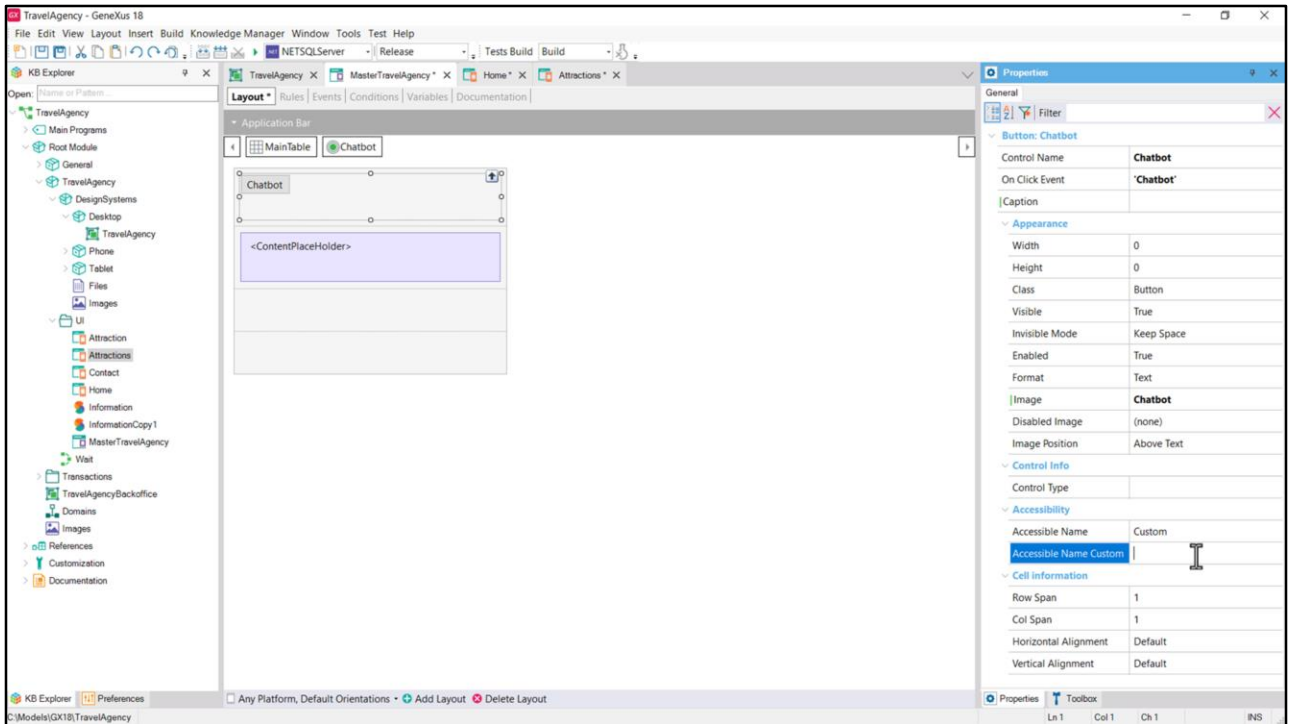 TravelAgency - GeneXus 18
File Edit View Layout Insert Build Knowledge Manager Window Tools Test Help
NETSQLServer Release Tests Build Build
KB Explorer
Open: Name or Pattern...
TravelAgency
Main Programs
Root Module
General
TravelAgency
DesignSystems
Desktop
TravelAgency
Phone
Tablet
Files
Images
UI
Attraction
Attractions
Contact
Home
Information
InformationCopy1
MasterTravelAgency
Wait
Transactions
TravelAgencyBackoffice
Domains
Images
References
Customization
Documentation
KB Explorer Preferences
TravelAgency X MasterTravelAgency * X Home * X Attractions * X
Layout * Rules Events Conditions Variables Documentation
Application Bar
MainTable Chatbot
Chatbot
<ContentPlaceHolder>
Any Platform, Default Orientations Add Layout Delete Layout
Properties
General
Filter
Button: Chatbot
Control Name Chatbot
On Click Event 'Chatbot'
Caption
Appearance
Width 0
Height 0
Class Button
Visible True
Invisible Mode Keep Space
Enabled True
Format Text
Image Chatbot
Disabled Image (none)
Image Position Above Text
Control Info
Control Type
Accessibility
Accessible Name Custom
Accessible Name Custom
Cell information
Row Span 1
Col Span 1
Horizontal Alignment Default
Vertical Alignment Default
Properties Toolbox
C:\Models\GX18\TravelAgency Ln 1 Col 1 Ch 1 INS